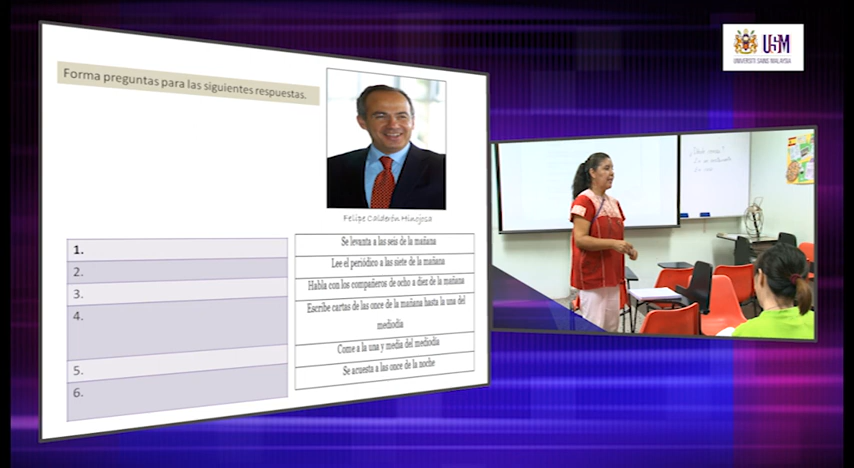 Forma preguntas para las siguientes respuestas.
Felipe Calderón Hinojosa
1.
Se levanta a las seis de la mañana
2.
Lee el periódico a las siete de la mañana
3.
Habla con los compañeros de ocho a diez de la mañana
4.
Escribe cartas de las once de la mañana hasta la una del
mediodía
5.
Come a la una y media del mediodía
6.
Se acuesta a las once de la noche
USM
UNIVERSITI SAINS MALAYSIA